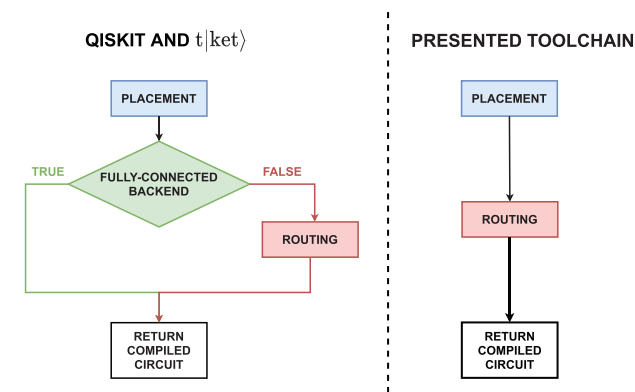 QISKIT AND t|ket⟩
PLACEMENT
FULLY-CONNECTED
BACKEND
TRUE
FALSE
ROUTING
RETURN
COMPILED
CIRCUIT
PRESENTED TOOLCHAIN
PLACEMENT
ROUTING
RETURN
COMPILED
CIRCUIT